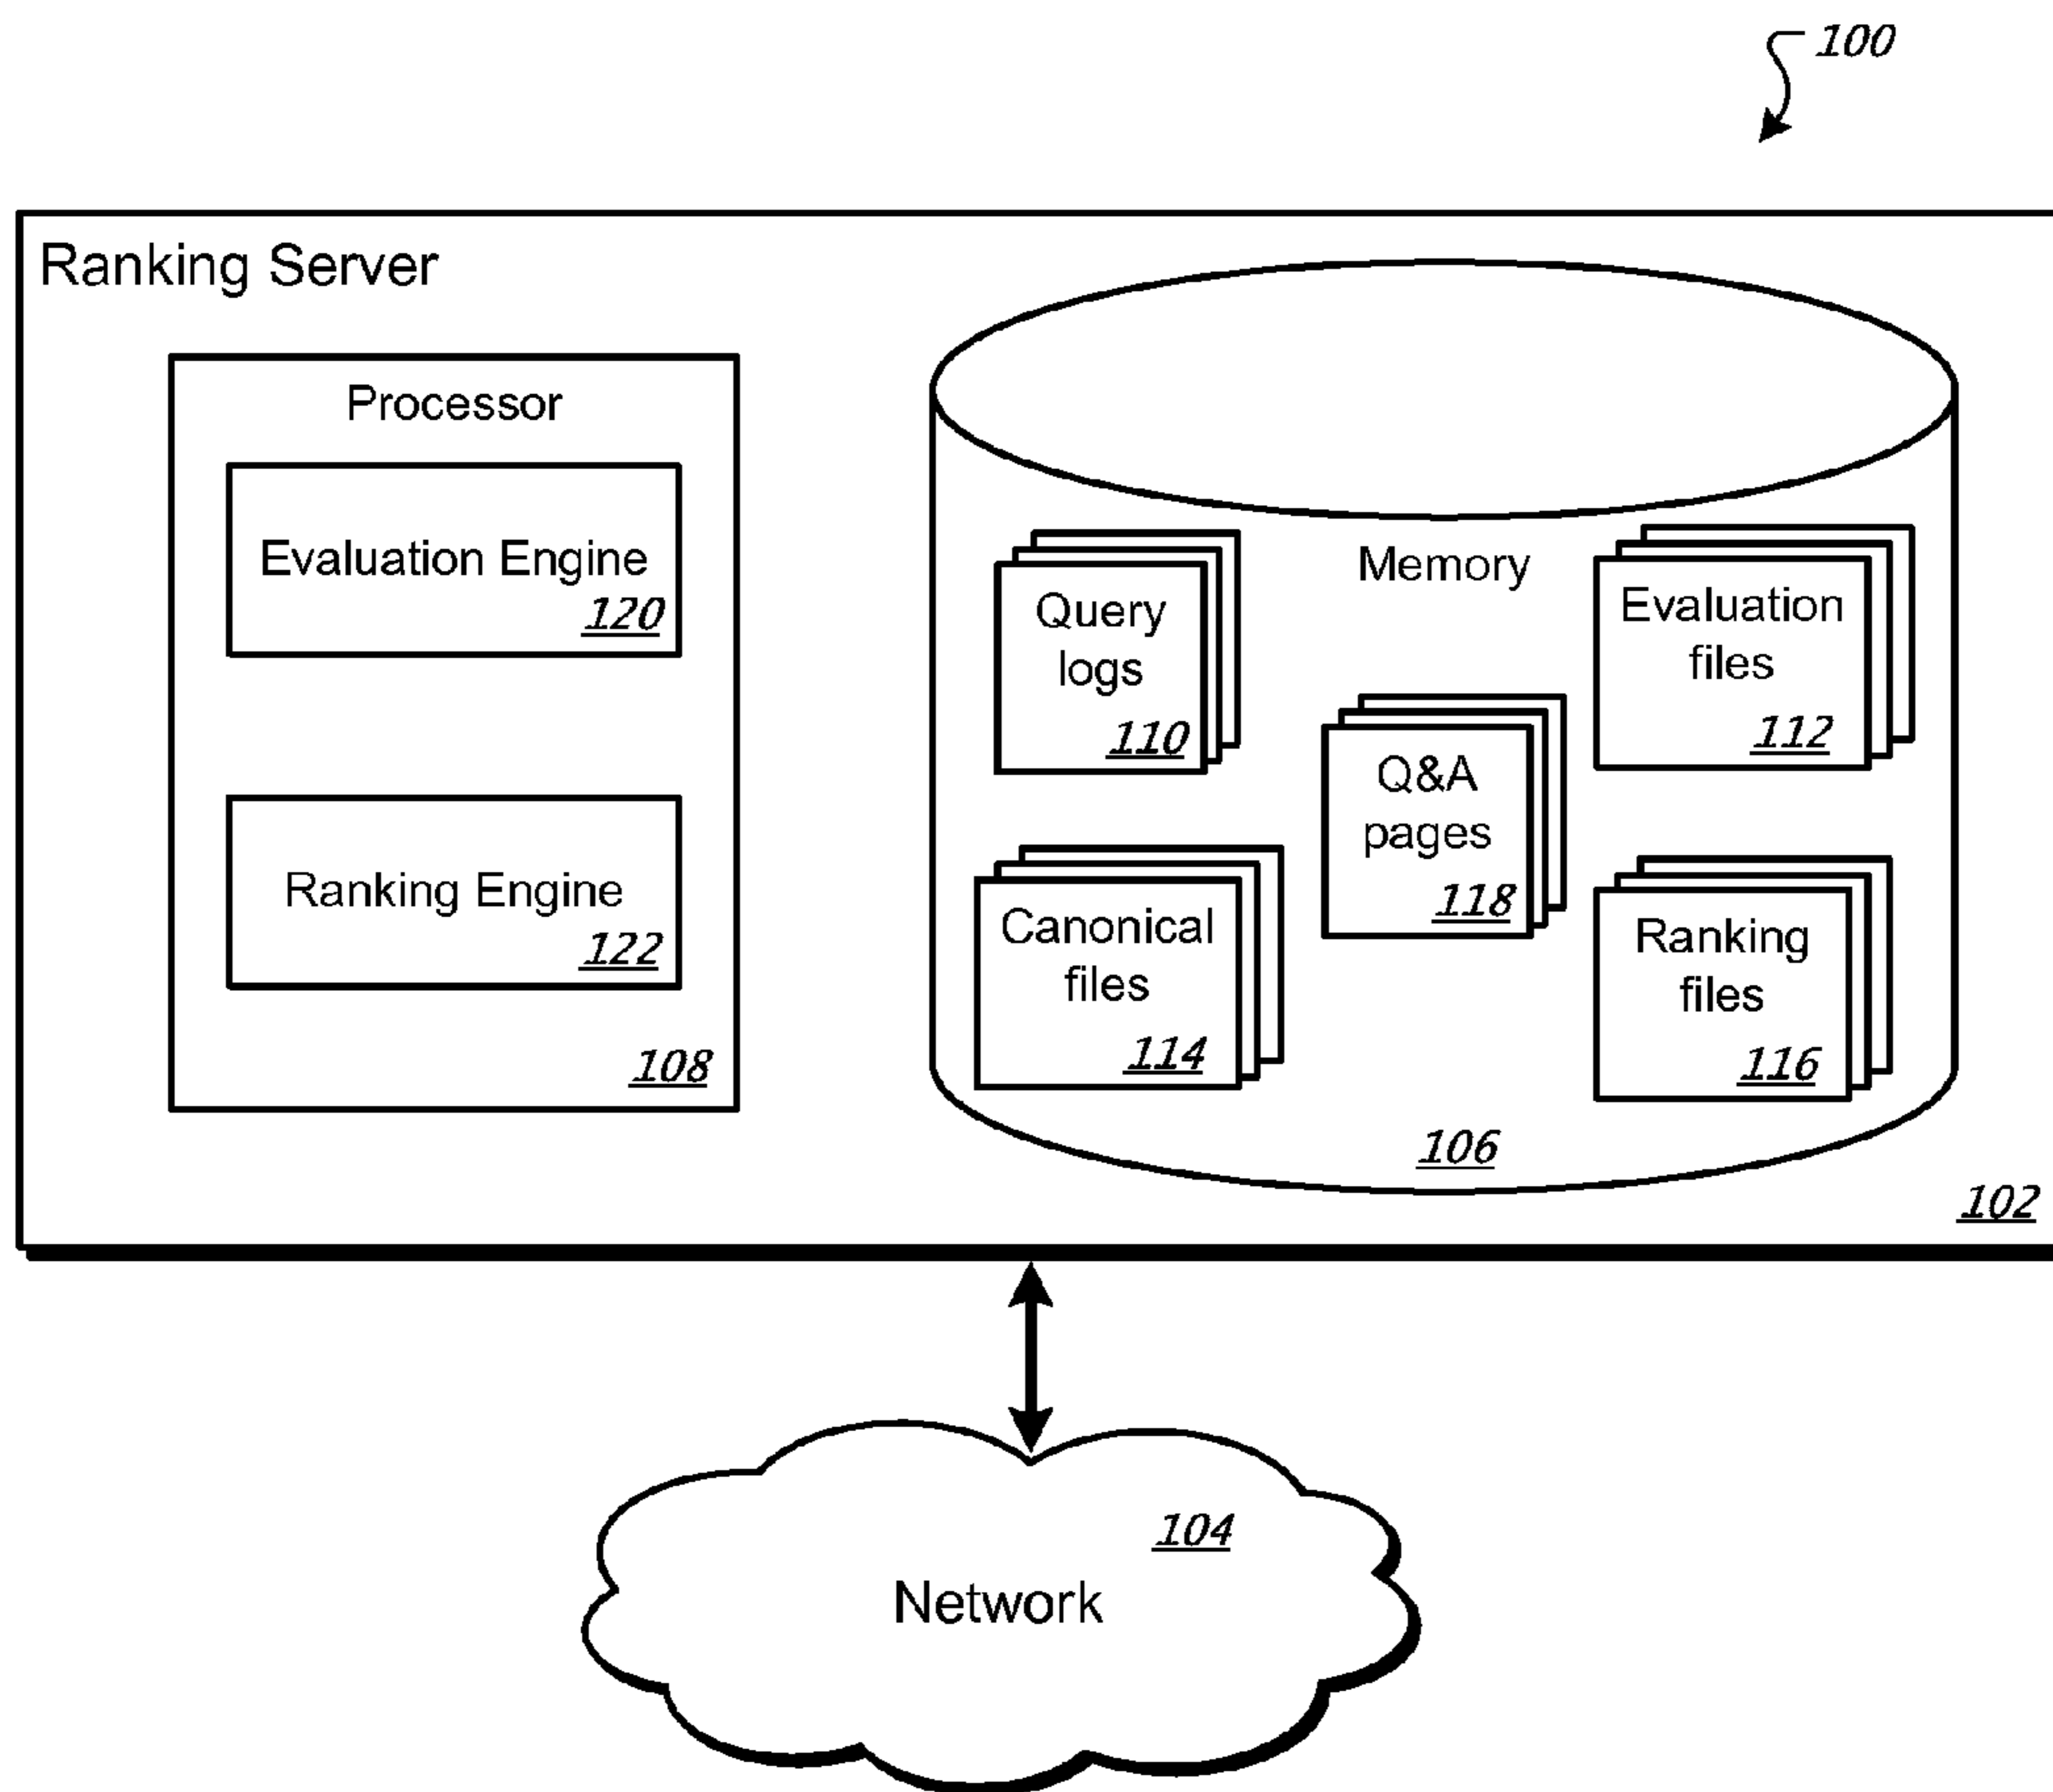 100
Ranking Server
Processor
Evaluation Engine
120
Ranking Engine
122
108
Memory
Query
logs
110
Evaluation
files
112
Q&A
pages
118
Canonical
files
114
Ranking
files
116
106
102
104
Network